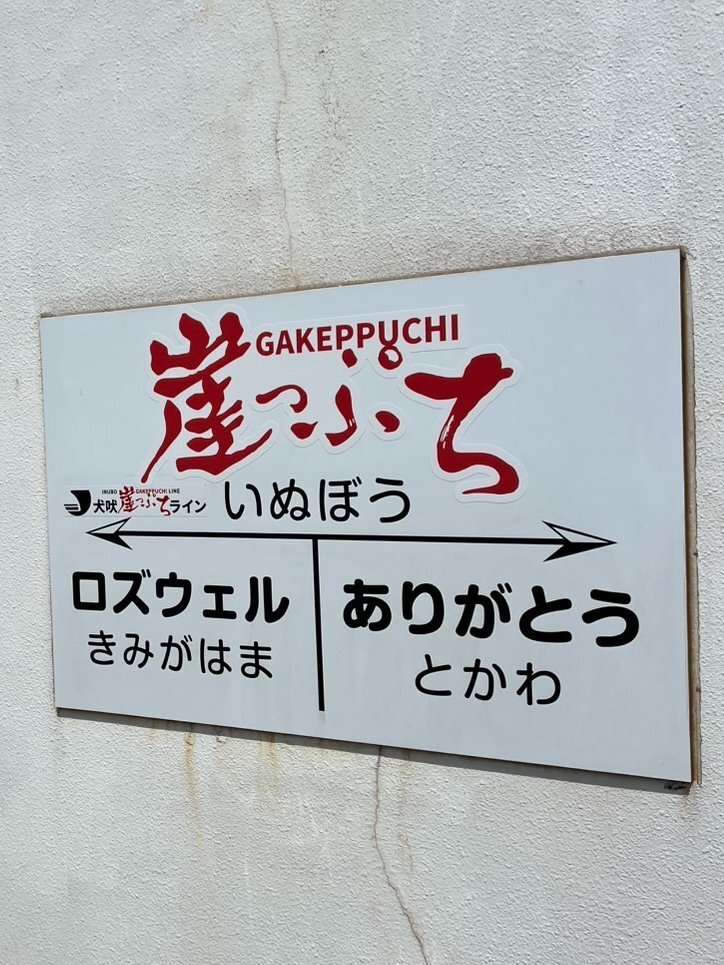 GAKEPPUCHI
崖っぷち
INUBO GAKEPPUCHI LINE
犬吠崖っぷちライン
いぬぼう
ロズウェル
きみがはま
ありがとう
とかわ